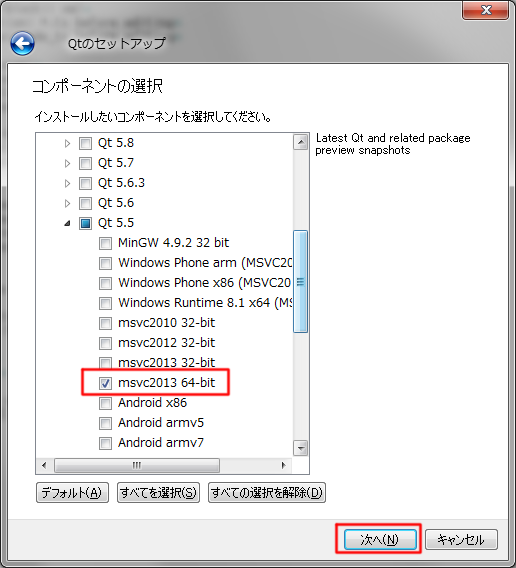 Qtのセットアップ
コンポーネントの選択
インストールしたいコンポーネントを選択してください。
Qt 5.8
Qt 5.7
Qt 5.6.3
Qt 5.6
Qt 5.5
MinGW 4.9.2 32 bit
Windows Phone arm (MSVC20
Windows Phone x86 (MSVC20
Windows Runtime 8.1 x64 (MS
msvc2010 32-bit
msvc2012 32-bit
msvc2013 32-bit
msvc2013 64-bit
Android x86
Android armv5
Android armv7
Latest Qt and related package
preview snapshots
デフォルト(A)
すべてを選択(S)
すべての選択を解除(D)
次へ(N)
キャンセル